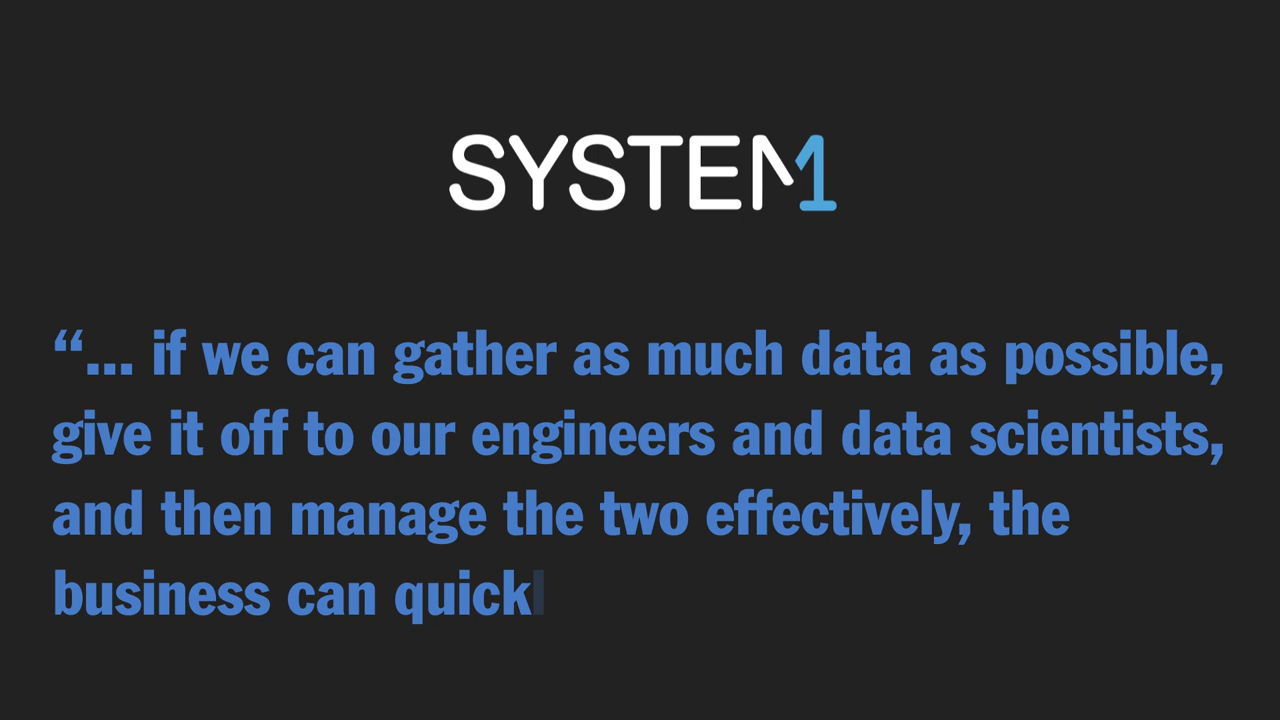 SYSTEM1
“... if we can gather as much data as possible,
give it off to our engineers and data scientists,
and then manage the two effectively, the
business can quickl